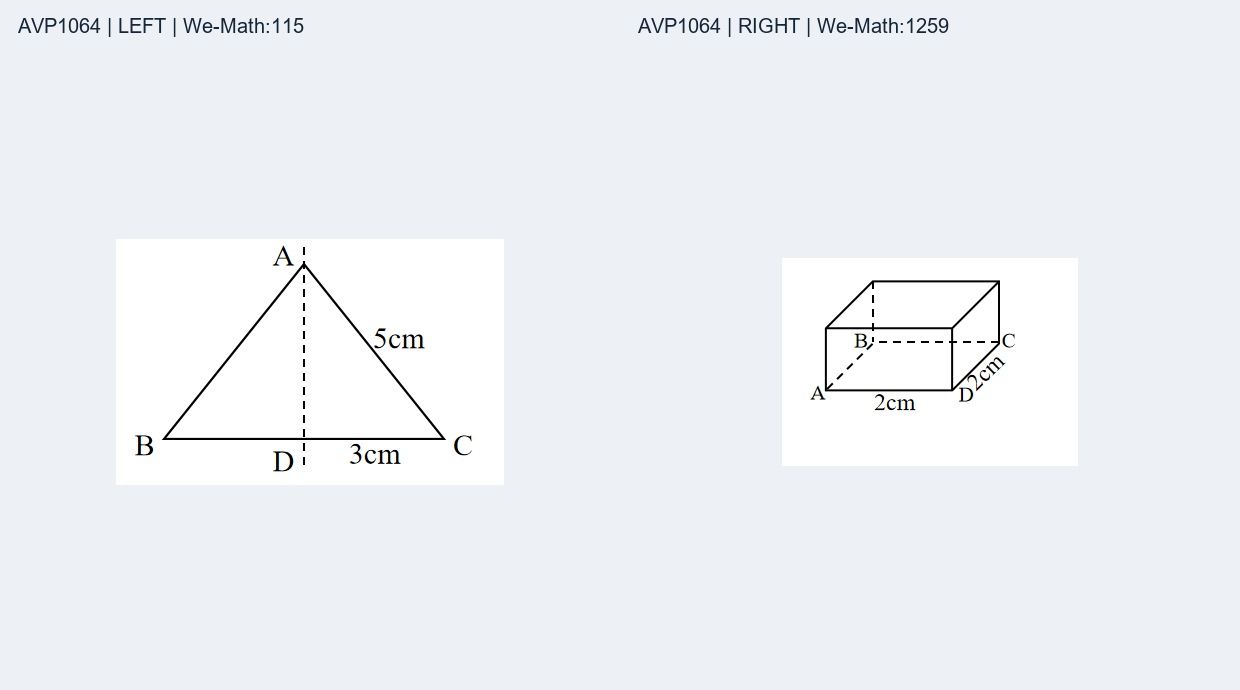 AVP1064 | LEFT | We-Math:115
AVP1064 | RIGHT | We-Math:1259
A
5cm
B
C
D
3cm
B
C
A
D
2cm
2cm